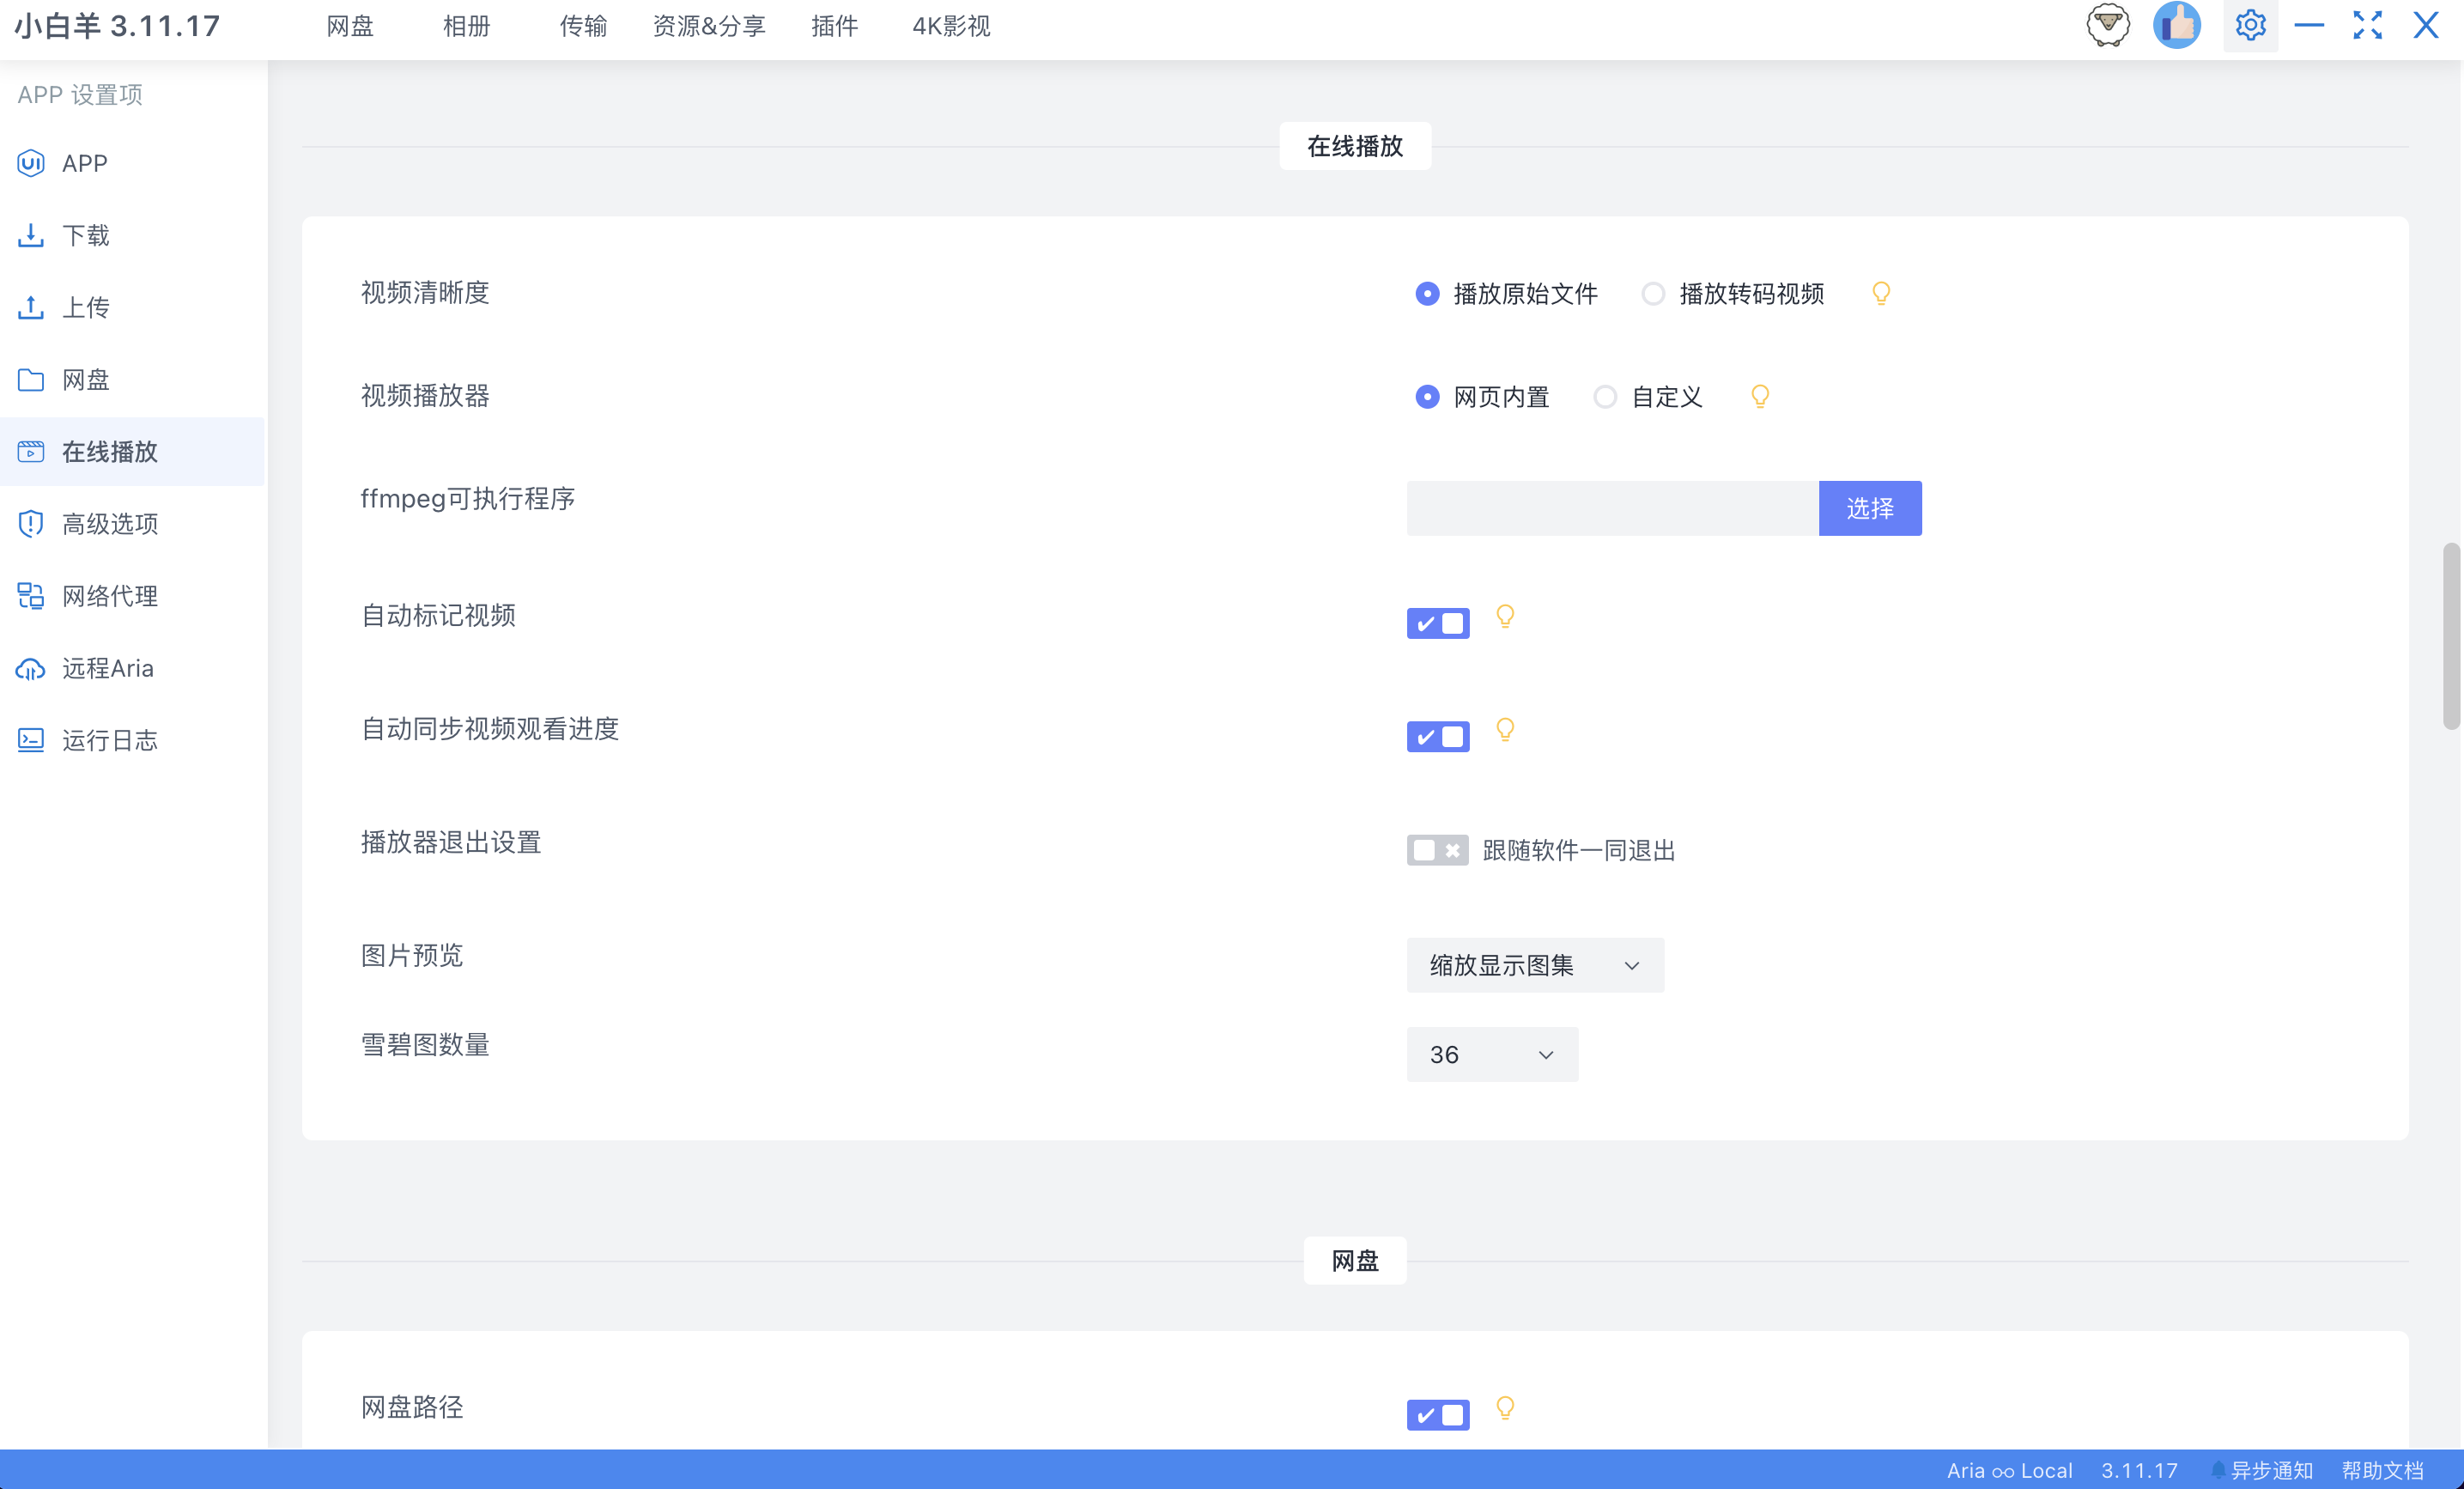 小白羊 3.11.17
网盘 相册 传输 资源&分享 插件 4K影视
APP 设置项
APP
下载
上传
网盘
在线播放
高级选项
网络代理
远程Aria
运行日志
在线播放
视频清晰度 播放原始文件 播放转码视频
视频播放器 网页内置 自定义
ffmpeg可执行程序 选择
自动标记视频
自动同步视频观看进度
播放器退出设置 跟随软件一同退出
图片预览 缩放显示图集
雪碧图数量 36
网盘
网盘路径
Aria Local 3.11.17 异步通知 帮助文档